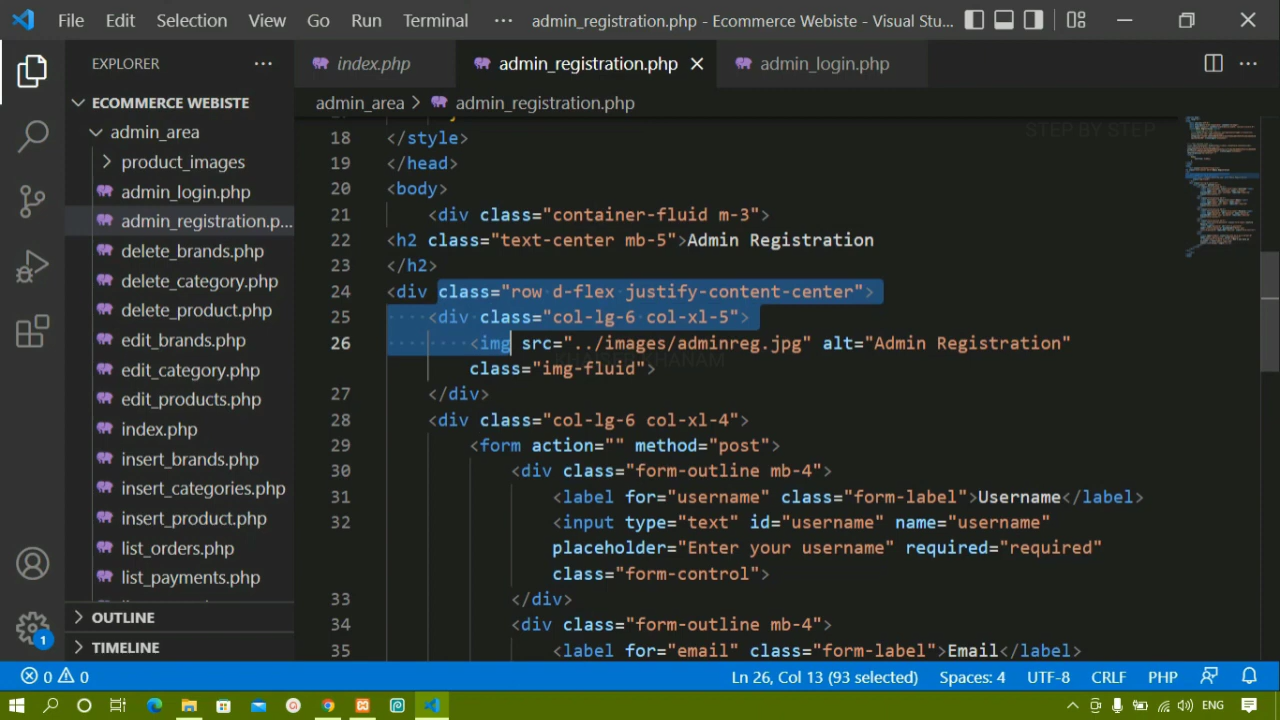 File Edit Selection View Go Run Terminal ··· admin_registration.php - Ecommerce Webiste - Visual Stu...
EXPLORER ···
index.php admin_registration.php admin_login.php ···
ECOMMERCE WEBISTE
admin_area > admin_registration.php
admin_area
product_images
admin_login.php
admin_registration.p...
delete_brands.php
delete_category.php
delete_product.php
edit_brands.php
edit_category.php
edit_products.php
index.php
insert_brands.php
insert_categories.php
insert_product.php
list_orders.php
list_payments.php
OUTLINE
TIMELINE
STEP BY STEP
18 </style>
19 </head>
20 <body>
21 <div class="container-fluid m-3">
22 <h2 class="text-center mb-5">Admin Registration
23 </h2>
24 <div class="row d-flex justify-content-center">
25 <div class="col-lg-6 col-xl-5">
26 <img src="../images/adminreg.jpg" alt="Admin Registration"
class="img-fluid">
KHAISER KHANAM
27 </div>
28 <div class="col-lg-6 col-xl-4">
29 <form action="" method="post">
30 <div class="form-outline mb-4">
31 <label for="username" class="form-label">Username</label>
32 <input type="text" id="username" name="username"
placeholder="Enter your username" required="required"
class="form-control">
33 </div>
34 <div class="form-outline mb-4">
35 <label for="email" class="form-label">Email</label>
1
0 0 Ln 26, Col 13 (93 selected) Spaces: 4 UTF-8 CRLF PHP
ENG